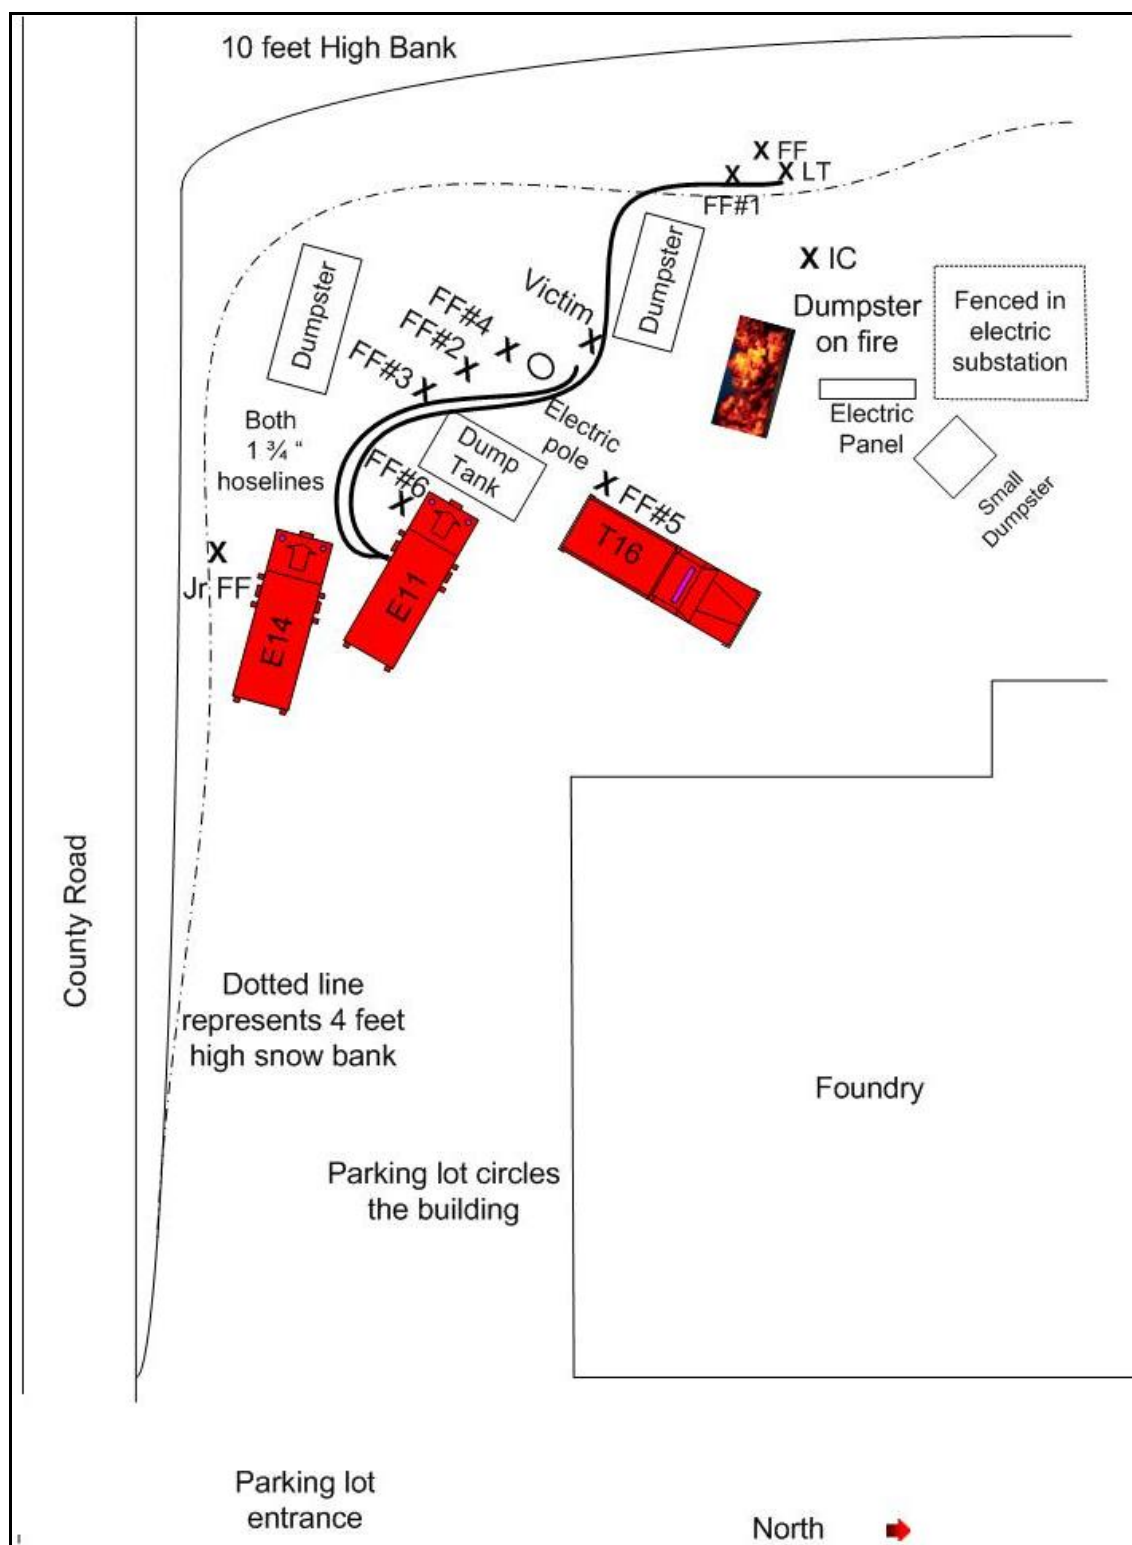 10 feet High Bank
X FF
X LT
X
FF#1
X IC
Dumpster
on fire
Fenced in
electric
substation
Dumpster
Dumpster
Victim
X
FF#4
X
FF#2
X
FF#3
X
Both
1 ¾ “
hoselines
Electric
pole
Electric
Panel
Small
Dumpster
Dump
Tank
FF#6
X
X FF#5
T16
X
Jr FF
E14
E11
County Road
Dotted line
represents 4 feet
high snow bank
Foundry
Parking lot circles
the building
Parking lot
entrance
North